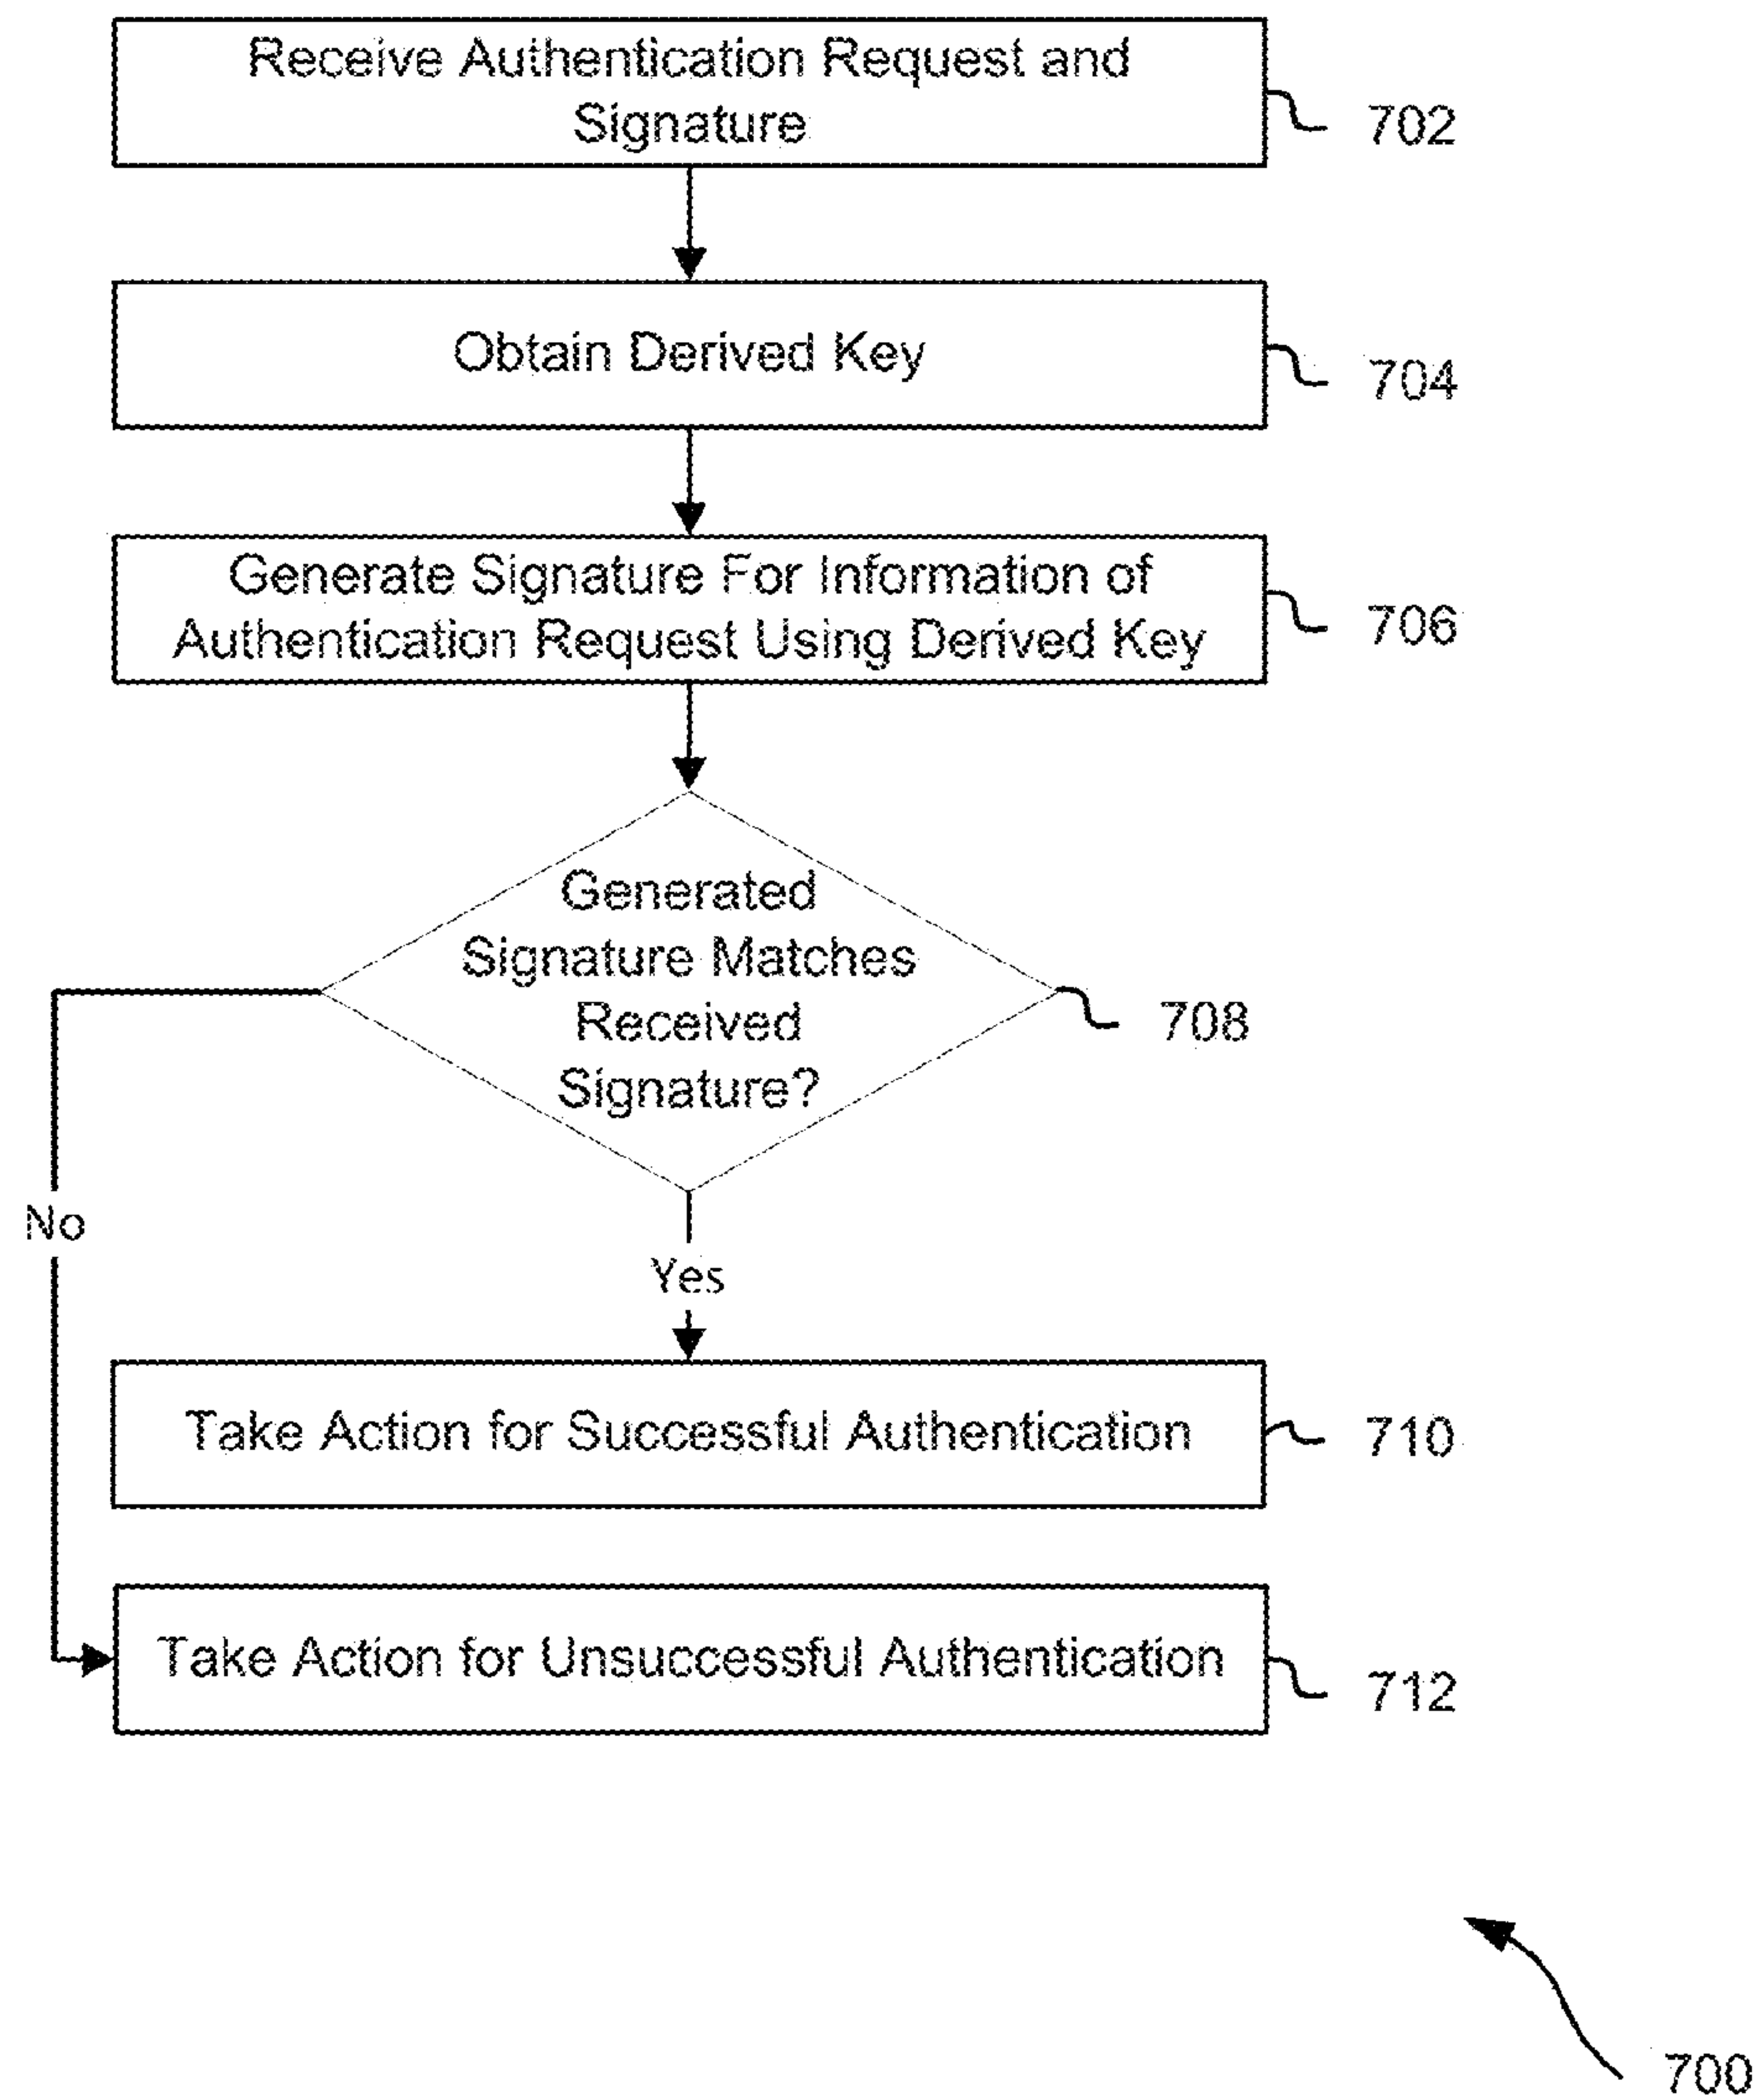 Receive Authentication Request and
Signature
702
Obtain Derived Key
704
Generate Signature For Information of
Authentication Request Using Derived Key
706
Generated
Signature Matches
Received
Signature?
708
No
Yes
Take Action for Successful Authentication
710
Take Action for Unsuccessful Authentication
712
700